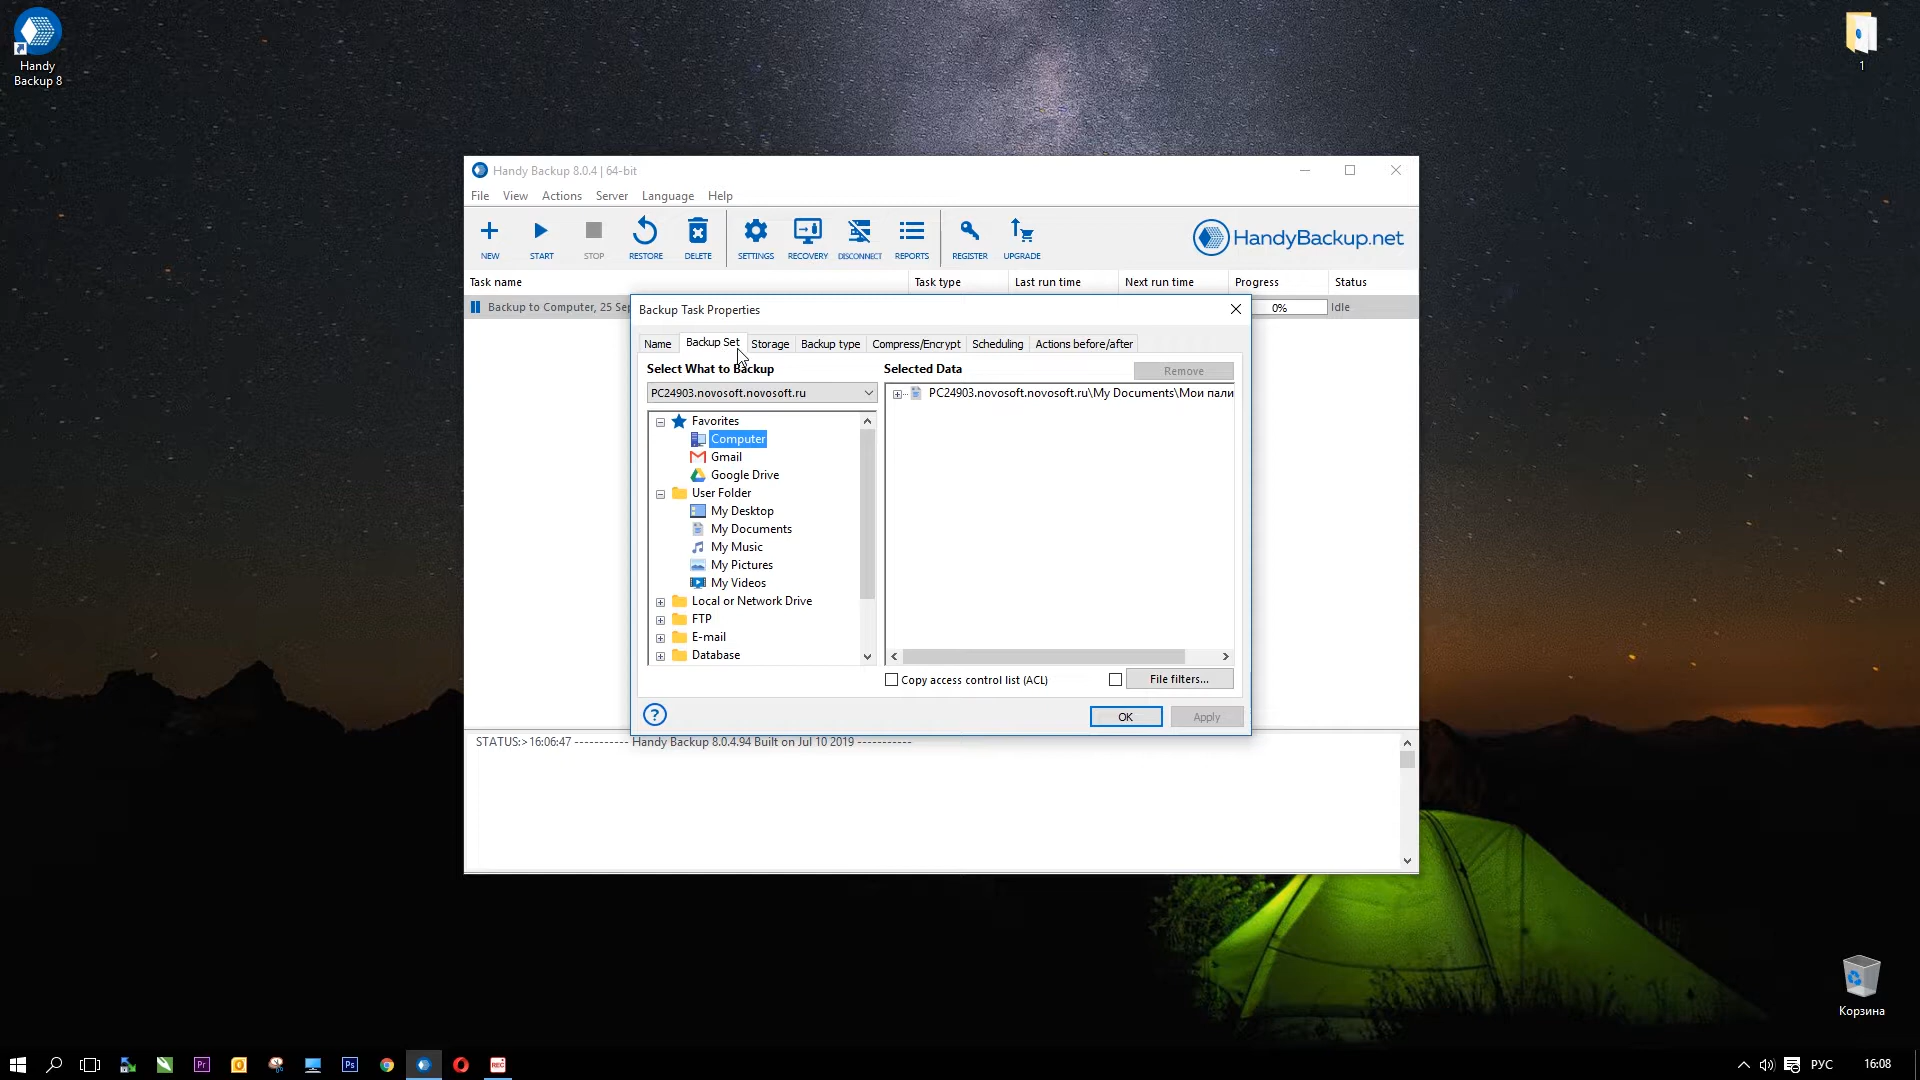 Handy
Backup 8
1
Handy Backup 8.0.4 | 64-bit
File View Actions Server Language Help
NEW START STOP RESTORE DELETE SETTINGS RECOVERY DISCONNECT REPORTS REGISTER UPGRADE
HandyBackup.net
Task name Task type Last run time Next run time Progress Status
Backup to Computer, 25 Sep 0% Idle
Backup Task Properties
Name Backup Set Storage Backup type Compress/Encrypt Scheduling Actions before/after
Select What to Backup Selected Data Remove
PC24903.novosoft.novosoft.ru
PC24903.novosoft.novosoft.ru\My Documents\Мои пали
Favorites
Computer
Gmail
Google Drive
User Folder
My Desktop
My Documents
My Music
My Pictures
My Videos
Local or Network Drive
FTP
E-mail
Database
Copy access control list (ACL) File filters...
? OK Apply
STATUS:> 16:06:47 ----------- Handy Backup 8.0.4.94 Built on Jul 10 2019 -----------
Корзина
Pr Ps REC РУС 16:08